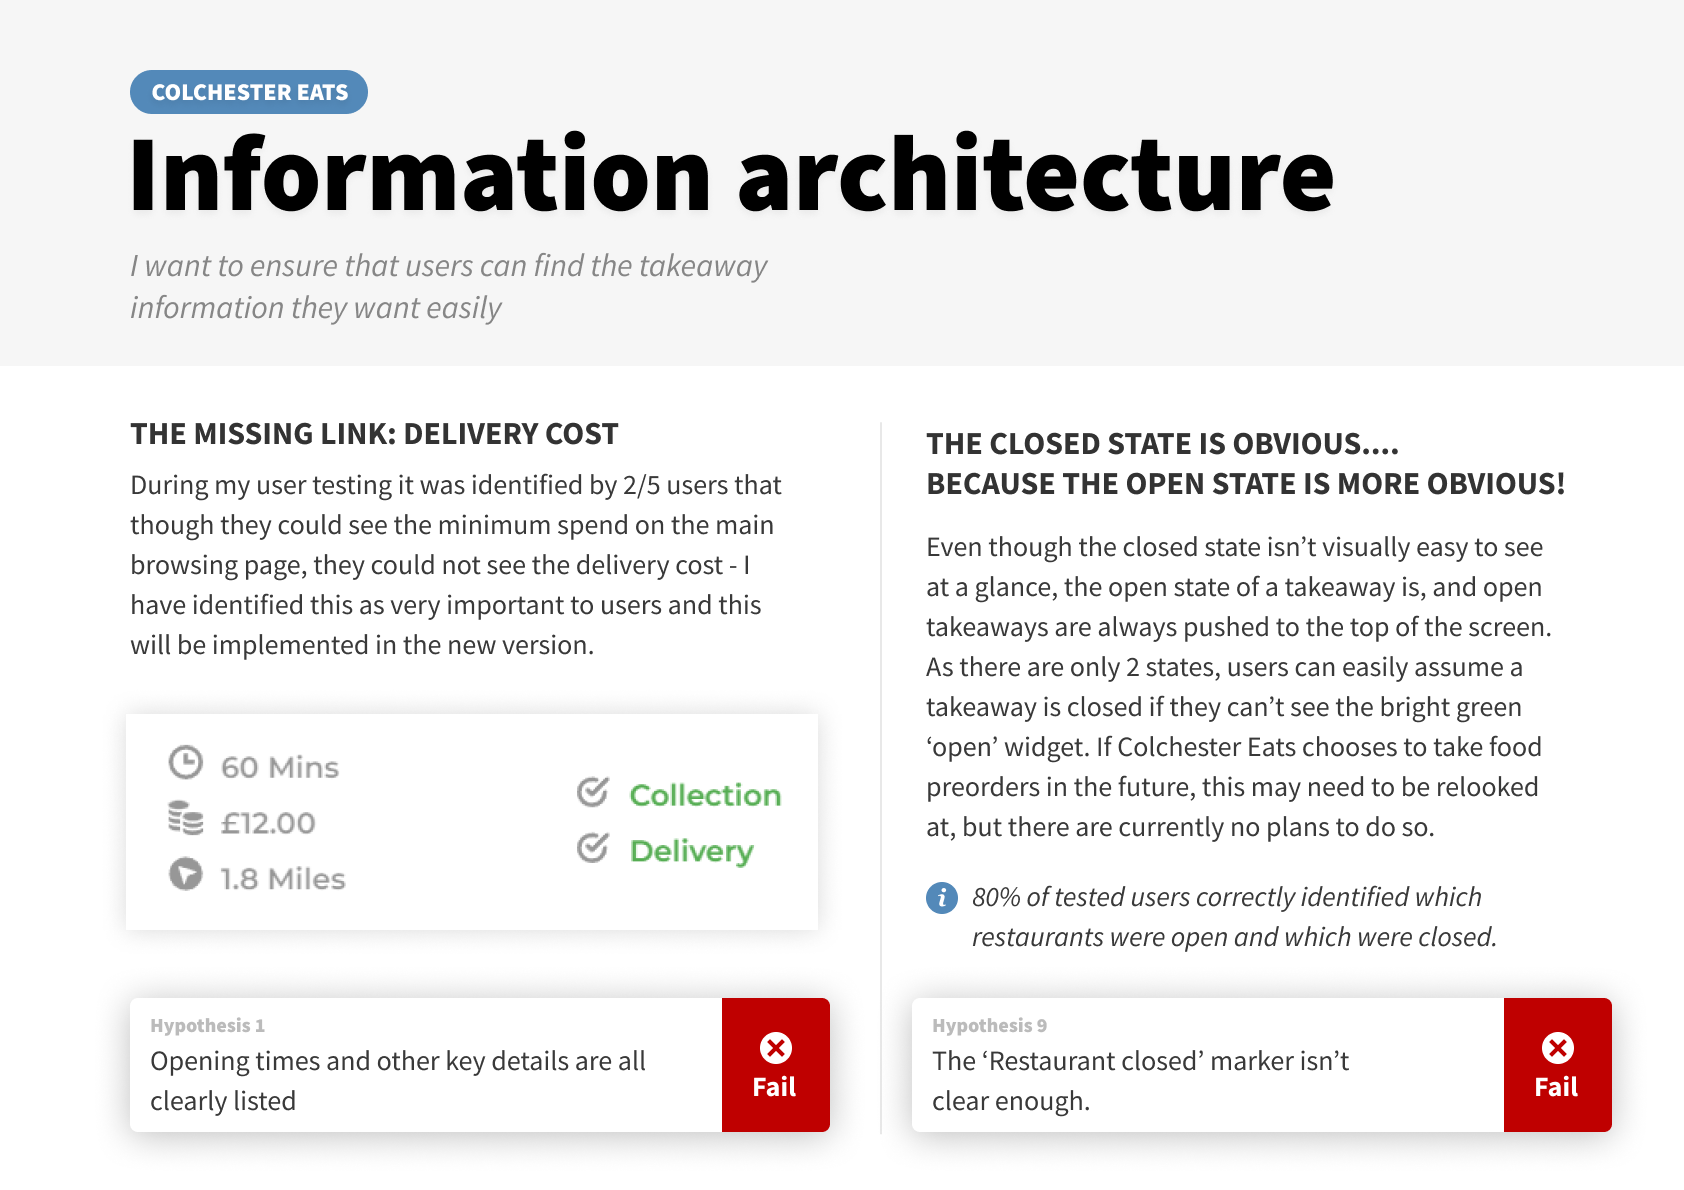 COLCHESTER EATS
Information architecture
I want to ensure that users can find the takeaway
information they want easily
THE MISSING LINK: DELIVERY COST
During my user testing it was identified by 2/5 users that
though they could see the minimum spend on the main
browsing page, they could not see the delivery cost - I
have identified this as very important to users and this
will be implemented in the new version.
60 Mins
£12.00
1.8 Miles
Collection
Delivery
Hypothesis 1
Opening times and other key details are all
clearly listed
Fail
THE CLOSED STATE IS OBVIOUS....
BECAUSE THE OPEN STATE IS MORE OBVIOUS!
Even though the closed state isn’t visually easy to see
at a glance, the open state of a takeaway is, and open
takeaways are always pushed to the top of the screen.
As there are only 2 states, users can easily assume a
takeaway is closed if they can’t see the bright green
‘open’ widget. If Colchester Eats chooses to take food
preorders in the future, this may need to be relooked
at, but there are currently no plans to do so.
80% of tested users correctly identified which
restaurants were open and which were closed.
Hypothesis 9
The ‘Restaurant closed’ marker isn’t
clear enough.
Fail